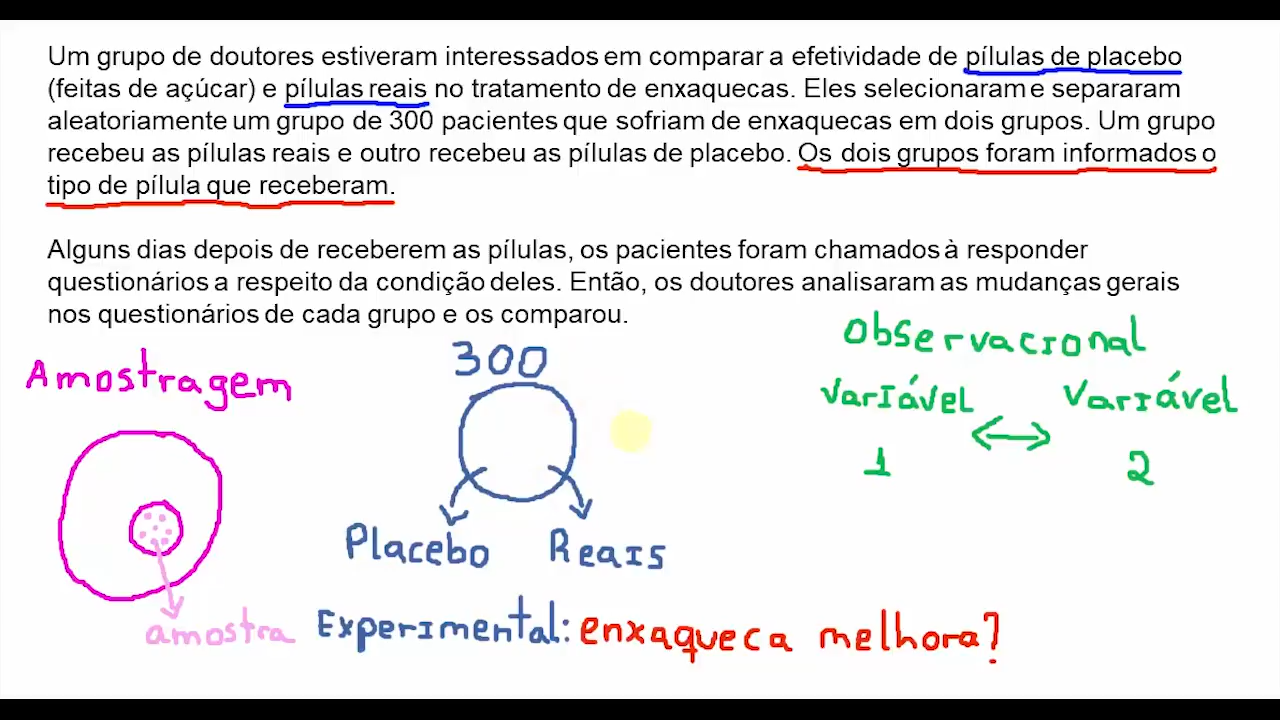 Um grupo de doutores estiveram interessados em comparar a efetividade de pílulas de placebo
(feitas de açúcar) e pílulas reais no tratamento de enxaquecas. Eles selecionaram e separaram
aleatoriamente um grupo de 300 pacientes que sofriam de enxaquecas em dois grupos. Um grupo
recebeu as pílulas reais e outro recebeu as pílulas de placebo. Os dois grupos foram informados o
tipo de pílula que receberam.
Alguns dias depois de receberem as pílulas, os pacientes foram chamados à responder
questionários a respeito da condição deles. Então, os doutores analisaram as mudanças gerais
nos questionários de cada grupo e os comparou.
Amostragem
amostra
300
Placebo Reais
Experimental: enxaqueca melhora?
Observacional
Variável Variável
1 2